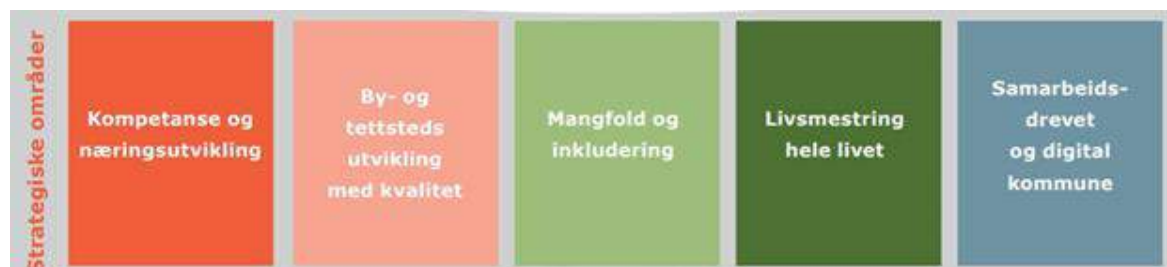 Strategiske områder
Kompetanse og
næringsutvikling
By- og
tettsteds
utvikling
med kvalitet
Mangfold og
inkludering
Livsmestring
hele livet
Samarbeids-
drevet
og digital
kommune